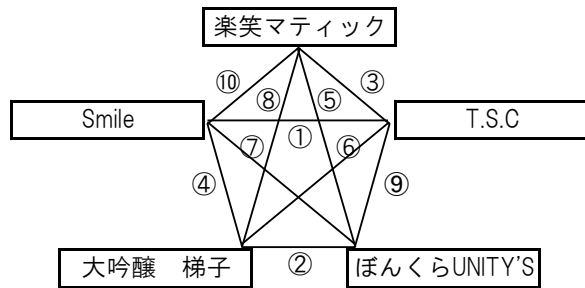 楽笑マティック
⑩ ③
⑧ ⑤
Smile T.S.C
① 
⑦ ⑥
④ ⑨
大吟醸　梯子 ② ぼんくらUNITY'S